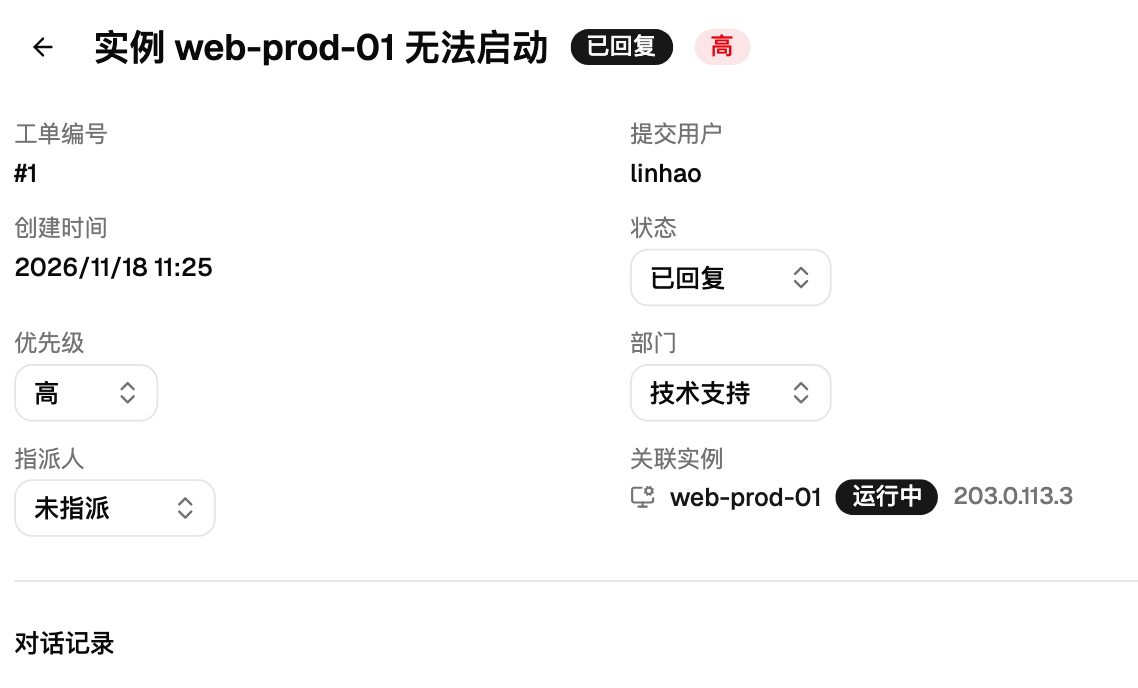 实例 web-prod-01 无法启动 已回复 高
工单编号
#1
提交用户
linhao
创建时间
2026/11/18 11:25
状态
已回复
优先级
高
部门
技术支持
指派人
未指派
关联实例
web-prod-01 运行中 203.0.113.3
对话记录